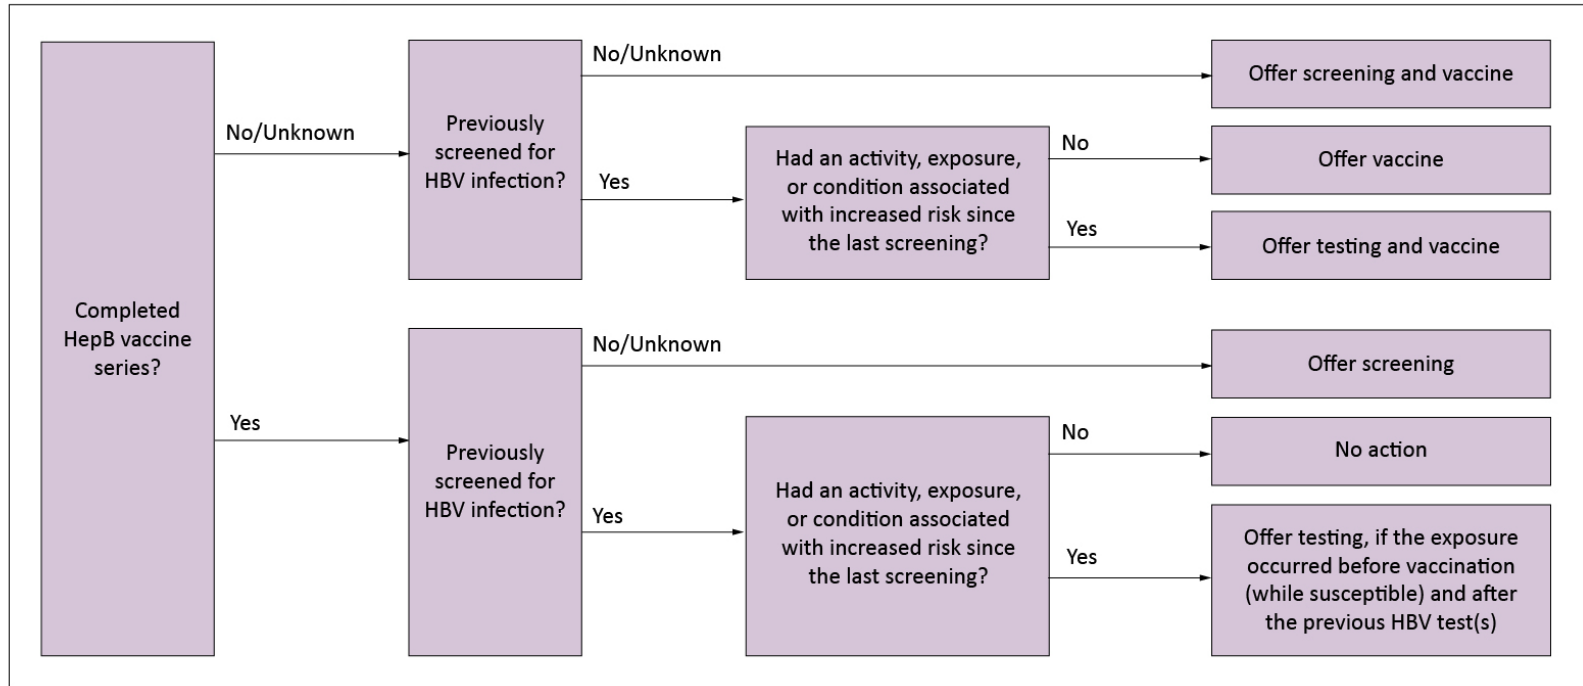 Completed
HepB vaccine
series?
No/Unknown
Previously
screened for
HBV infection?
No/Unknown
Offer screening and vaccine
Yes
Had an activity, exposure,
or condition associated
with increased risk since
the last screening?
No
Offer vaccine
Yes
Offer testing and vaccine
Yes
Previously
screened for
HBV infection?
No/Unknown
Offer screening
Yes
Had an activity, exposure,
or condition associated
with increased risk since
the last screening?
No
No action
Yes
Offer testing, if the exposure
occurred before vaccination
(while susceptible) and after
the previous HBV test(s)